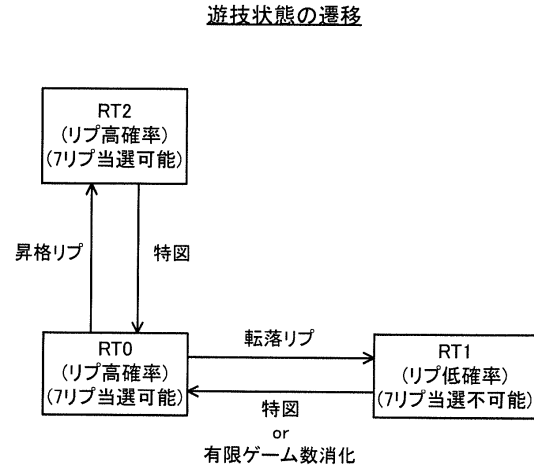 遊技状態の遷移
RT2
(リプ高確率)
(7リプ当選可能)
昇格リプ
特図
RT0
(リプ高確率)
(7リプ当選可能)
転落リプ
RT1
(リプ低確率)
(7リプ当選不可能)
特図
or
有限ゲーム数消化